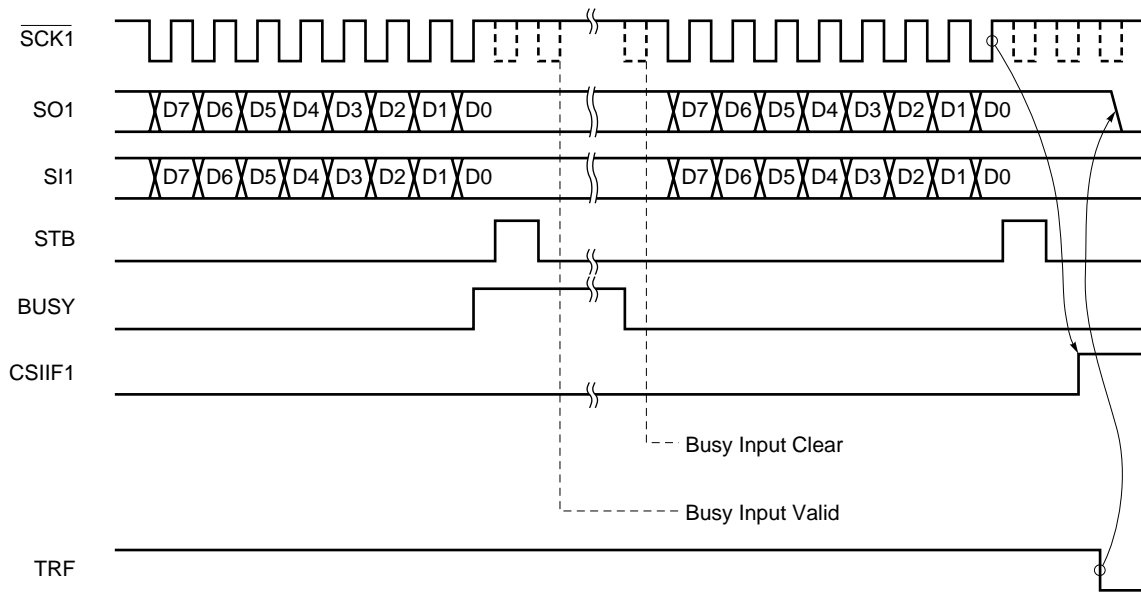 SCK1
SO1 D7 D6 D5 D4 D3 D2 D1 D0 D7 D6 D5 D4 D3 D2 D1 D0
SI1 D7 D6 D5 D4 D3 D2 D1 D0 D7 D6 D5 D4 D3 D2 D1 D0
STB
BUSY
CSIIF1
Busy Input Clear
Busy Input Valid
TRF